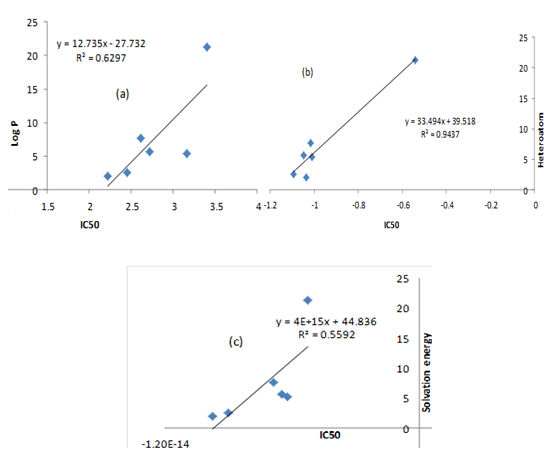 25
20
15
10
5
0
Log P
y = 12.735x - 27.732
R² = 0.6297
(a)
1.5 2 2.5 3 3.5 4
IC50
(b)
y = 33.494x + 39.518
R² = 0.9437
25
20
15
10
5
0
Heteroatom
-1.2 -1 -0.8 -0.6 -0.4 -0.2 0
IC50
y = 4E+15x + 44.836
R² = 0.5592
(c)
25
20
15
10
5
0
Solvation energy
IC50
-1.20E-14